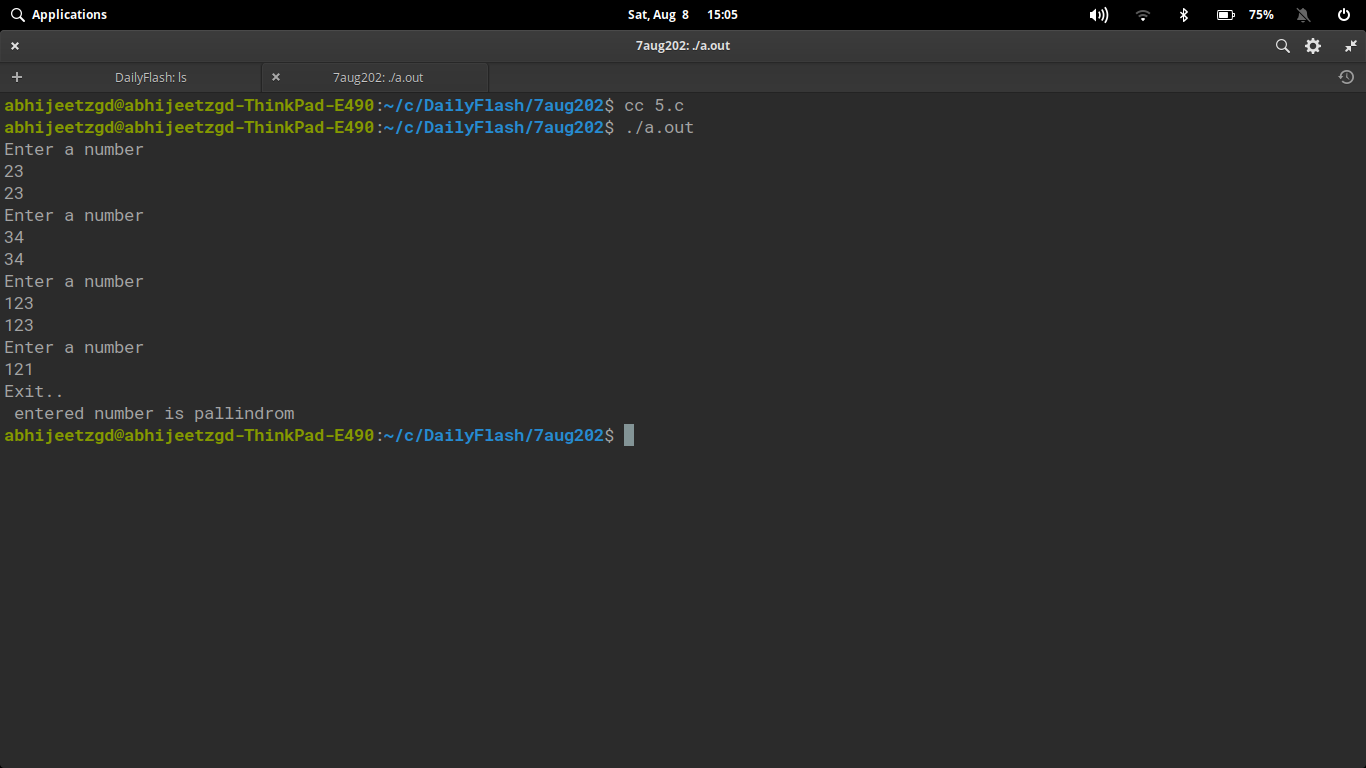 Applications Sat, Aug 8 15:05 75%
7aug202: ./a.out
DailyFlash: ls 7aug202: ./a.out
abhijeetzgd@abhijeetzgd-ThinkPad-E490:~/c/DailyFlash/7aug202$ cc 5.c
abhijeetzgd@abhijeetzgd-ThinkPad-E490:~/c/DailyFlash/7aug202$ ./a.out
Enter a number
23
23
Enter a number
34
34
Enter a number
123
123
Enter a number
121
Exit..
entered number is pallindrom
abhijeetzgd@abhijeetzgd-ThinkPad-E490:~/c/DailyFlash/7aug202$